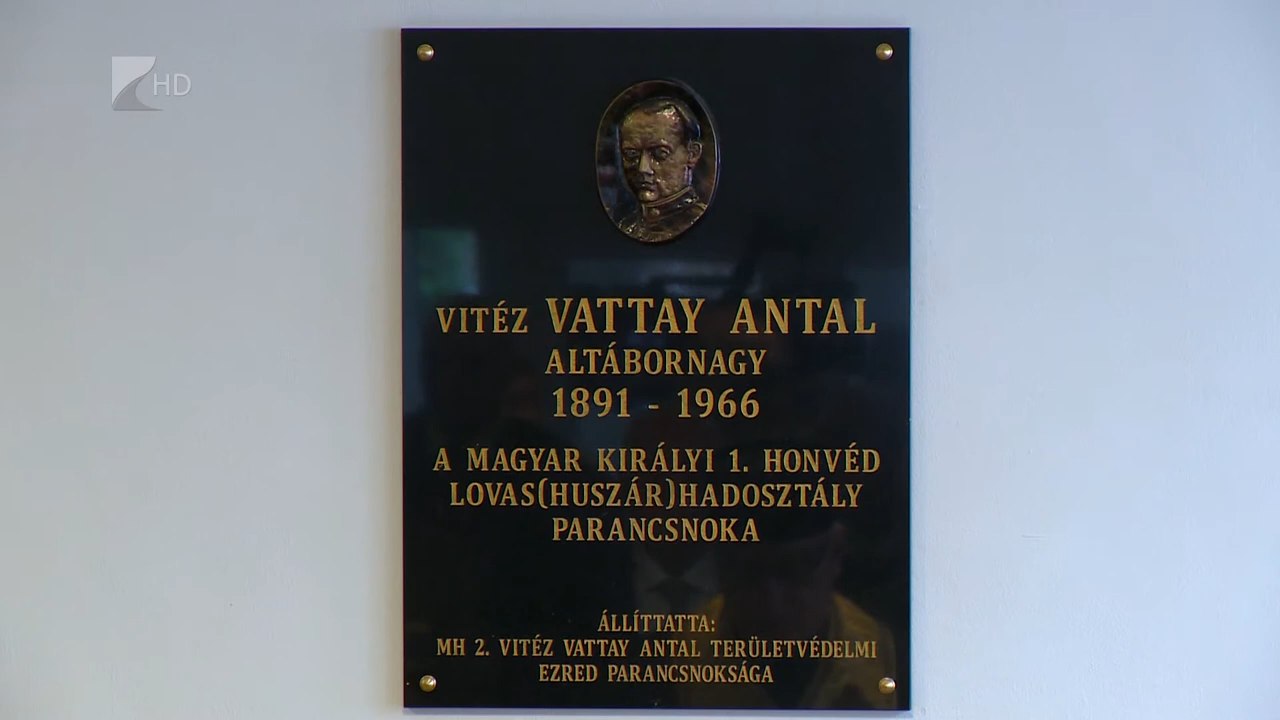 HD
VITÉZ VATTAY ANTAL
ALTÁBORNAGY
1891 - 1966
A MAGYAR KIRÁLYI 1. HONVÉD
LOVAS(HUSZÁR)HADOSZTÁLY
PARANCSNOKA
ÁLLÍTTATTA:
MH 2. VITÉZ VATTAY ANTAL TERÜLETVÉDELMI
EZRED PARANCSNOKSÁGA